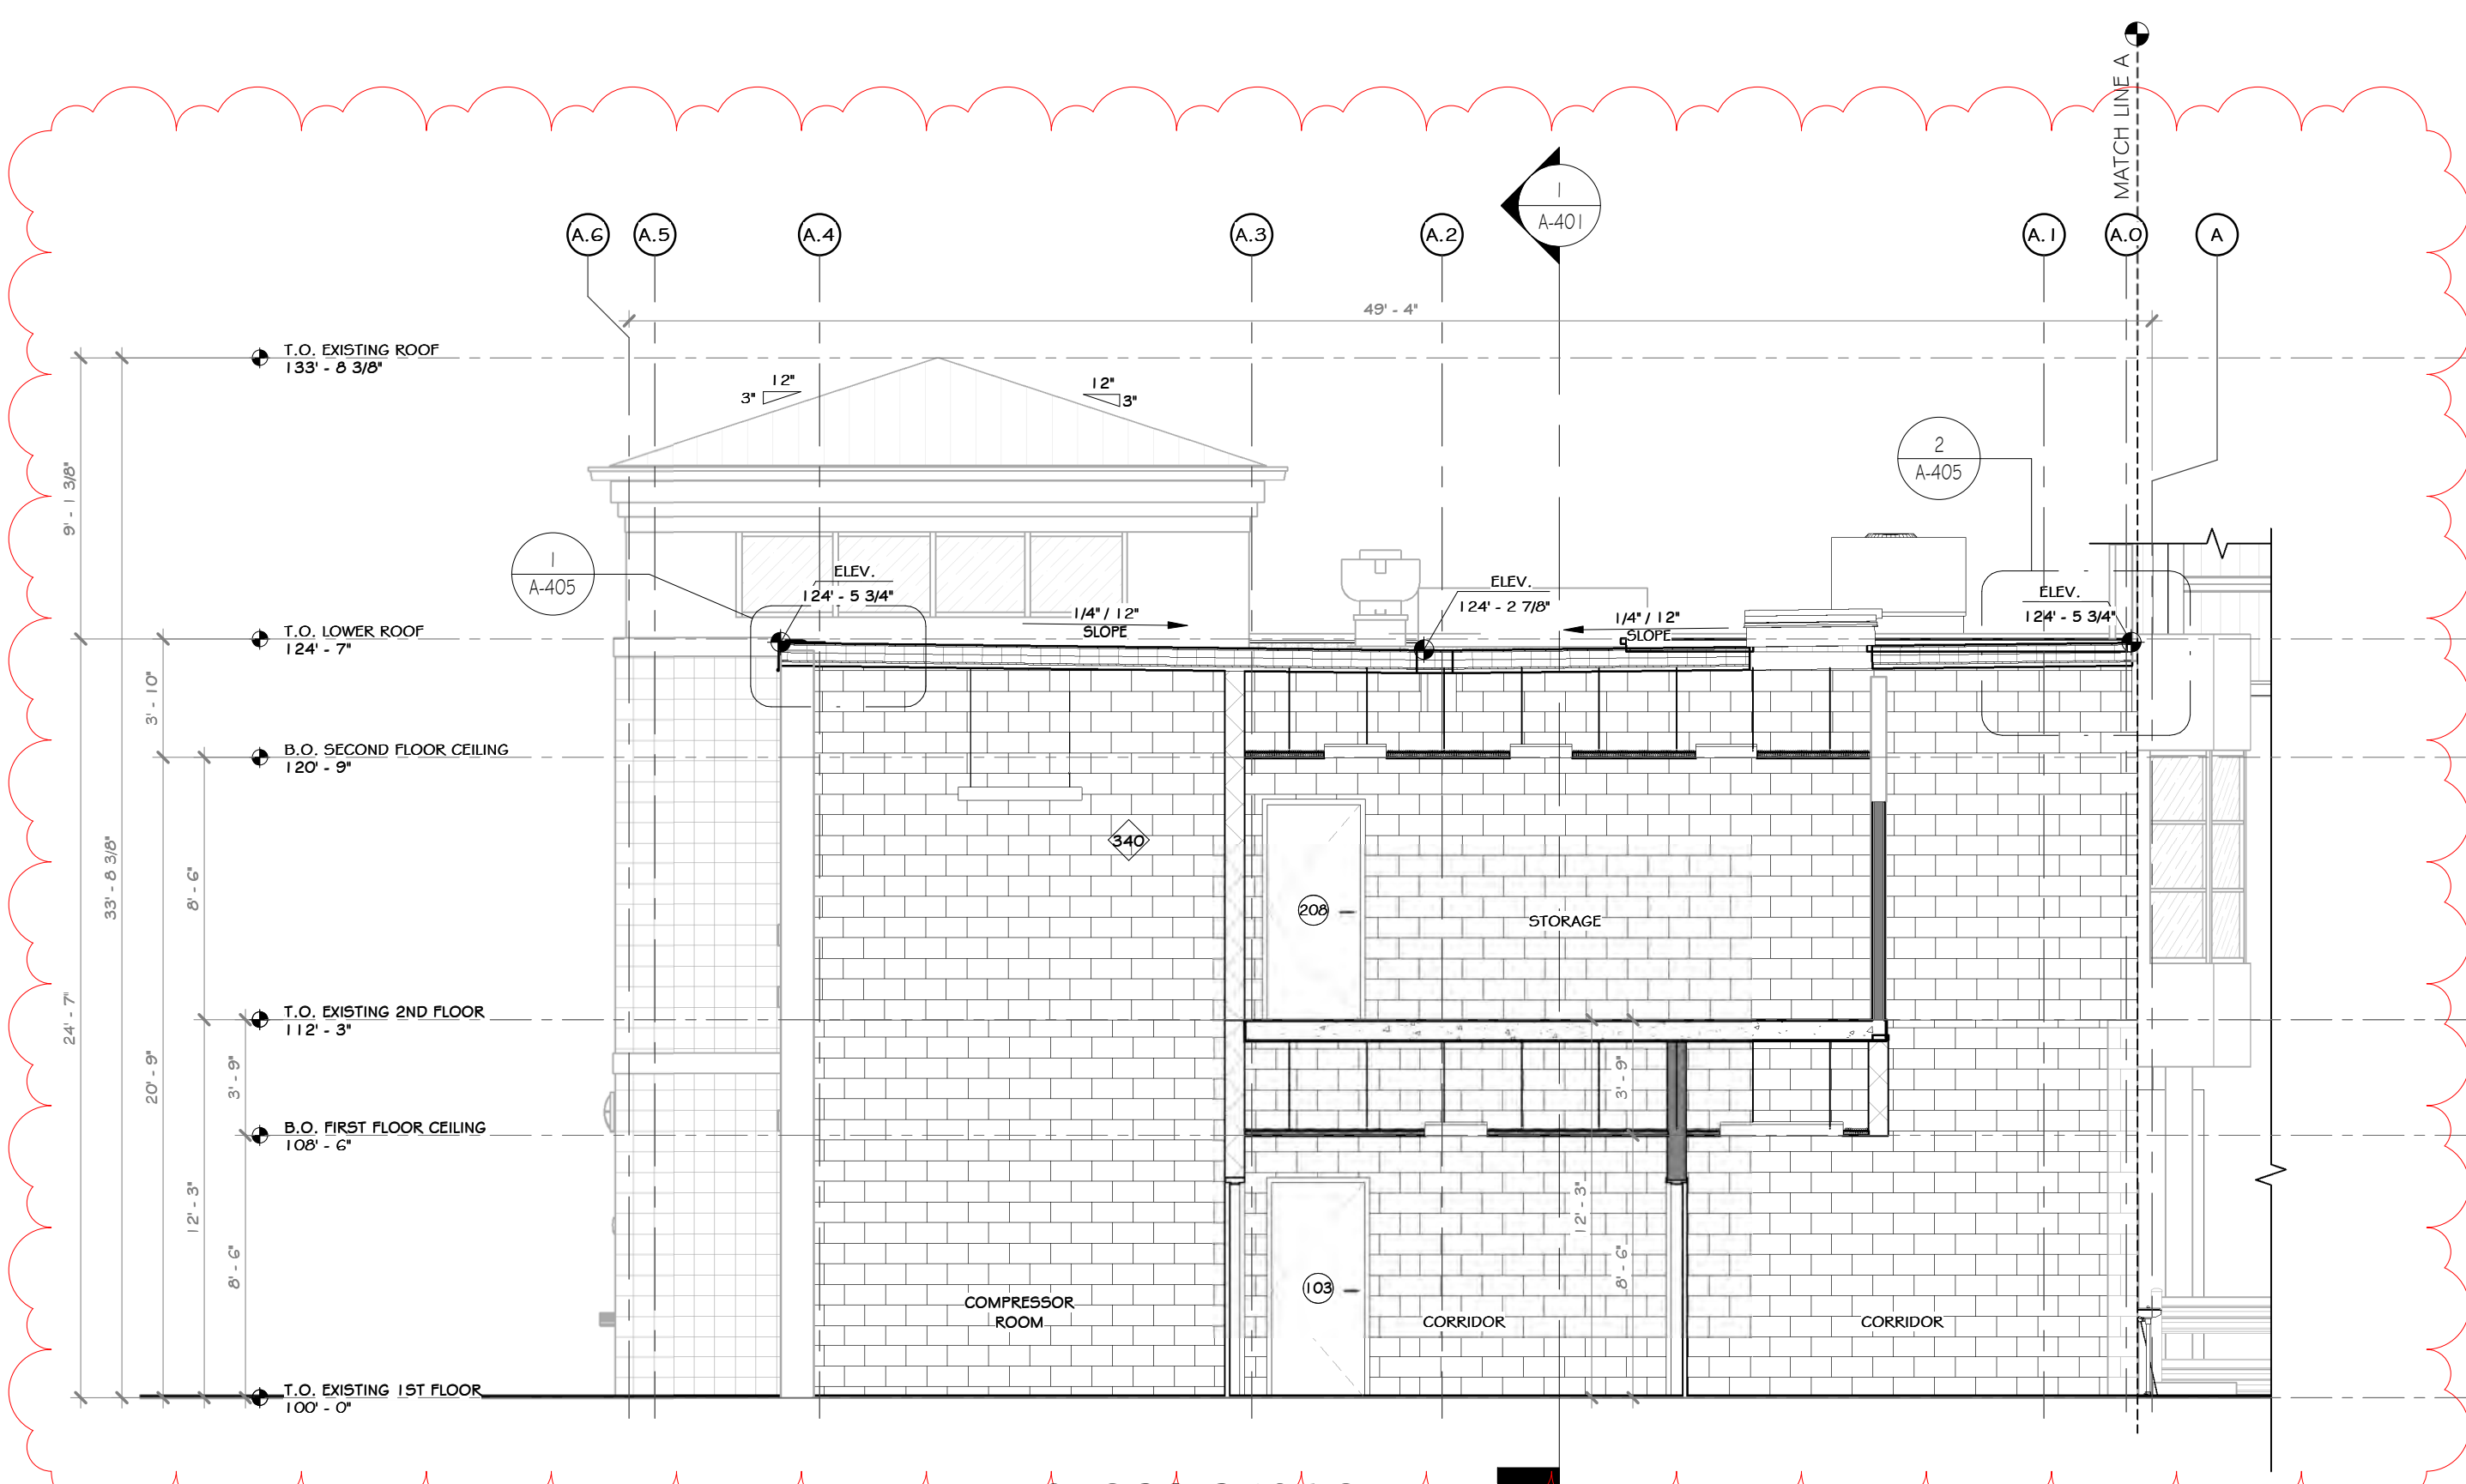 MATCH LINE A
1
A-401
A.6
A.5
A.4
A.3
A.2
A.1
A.0
A
49' - 4"
T.O. EXISTING ROOF
133' - 8 3/8"
12"
3"
12"
3"
2
A-405
9' - 1 3/8"
1
A-405
ELEV.
124' - 5 3/4"
1/4" / 12"
SLOPE
ELEV.
124' - 2 7/8"
1/4" / 12"
SLOPE
ELEV.
124' - 5 3/4"
T.O. LOWER ROOF
124' - 7"
3' - 10"
B.O. SECOND FLOOR CEILING
120' - 9"
340
33' - 8 3/8"
8' - 6"
208
STORAGE
T.O. EXISTING 2ND FLOOR
112' - 3"
24' - 7"
20' - 9"
3' - 9"
3' - 9"
B.O. FIRST FLOOR CEILING
108' - 6"
12' - 3"
8' - 6"
12' - 3"
8' - 6"
103
COMPRESSOR
ROOM
CORRIDOR
CORRIDOR
T.O. EXISTING 1ST FLOOR
100' - 0"